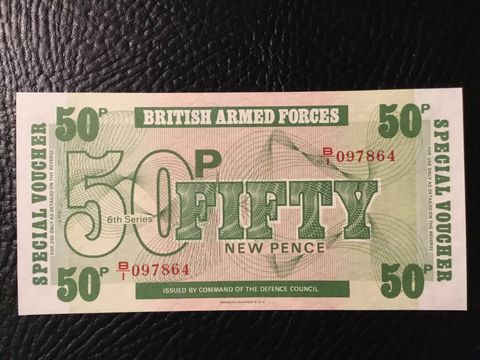 50P
BRITISH ARMED FORCES
50P
SPECIAL VOUCHER
FOR USE ONLY AS DETAILED ON THE REVERSE
50P
B/1 097864
6th Series
FIFTY
NEW PENCE
B/1 097864
50P
ISSUED BY COMMAND OF THE DEFENCE COUNCIL
50P
SPECIAL VOUCHER
FOR USE ONLY AS DETAILED ON THE REVERSE